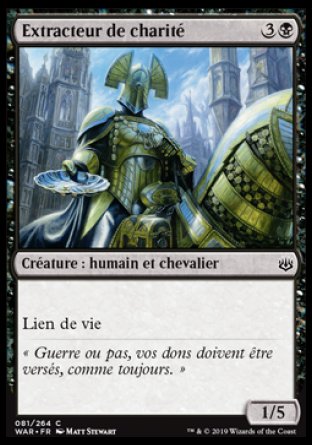 Extracteur de charité 3
Créature : humain et chevalier
Lien de vie
« Guerre ou pas, vos dons doivent être
versés, comme toujours. »
1/5
081/264 C
WAR • FR Matt Stewart
™ & © 2019 Wizards of the Coast